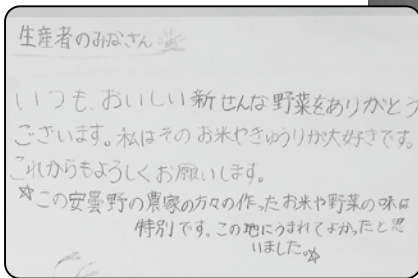 生産者のみなさん
いつも、おいしい新せんな野菜をありがとう
ございます。私はそのお米やきゅうりが大好きです。
これからもよろしくお願いします。
☆この安曇野の農家の方々の作ったお米や野菜の味は
特別です。この地にうまれてよかったと思
いました。☆